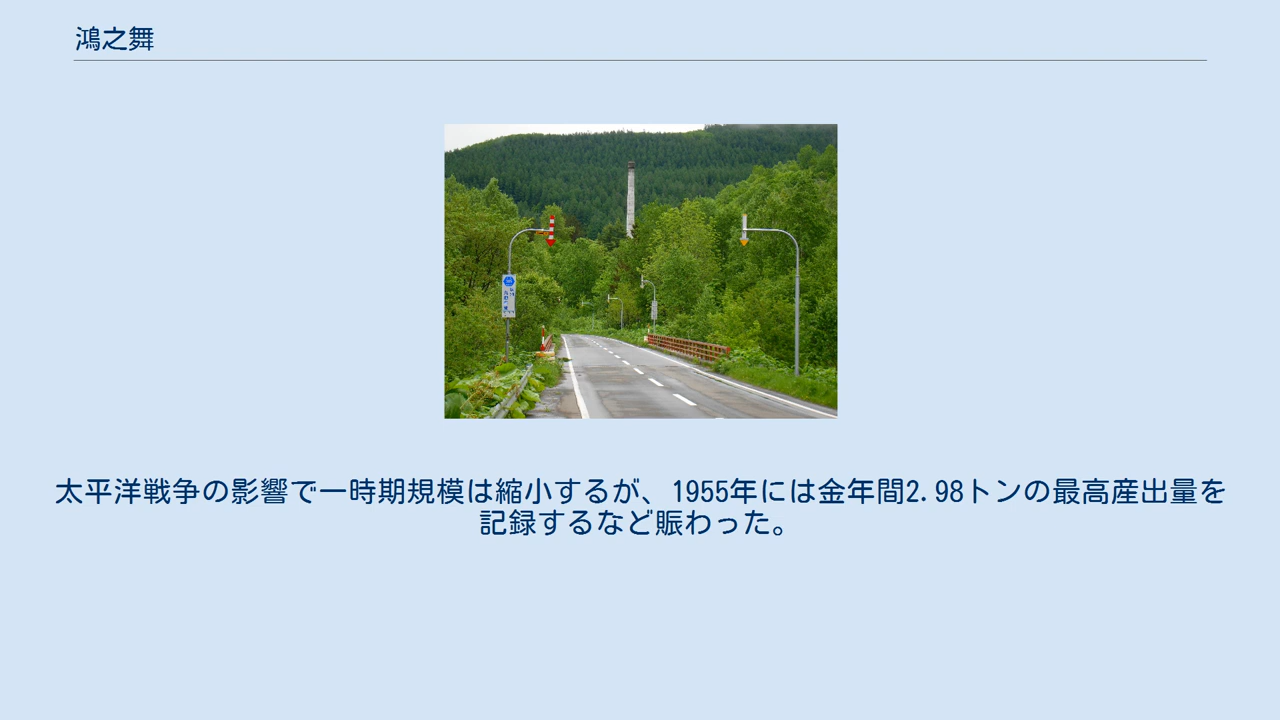 鴻之舞
太平洋戦争の影響で一時期規模は縮小するが、1955年には金年間2.98トンの最高産出量を
記録するなど賑わった。